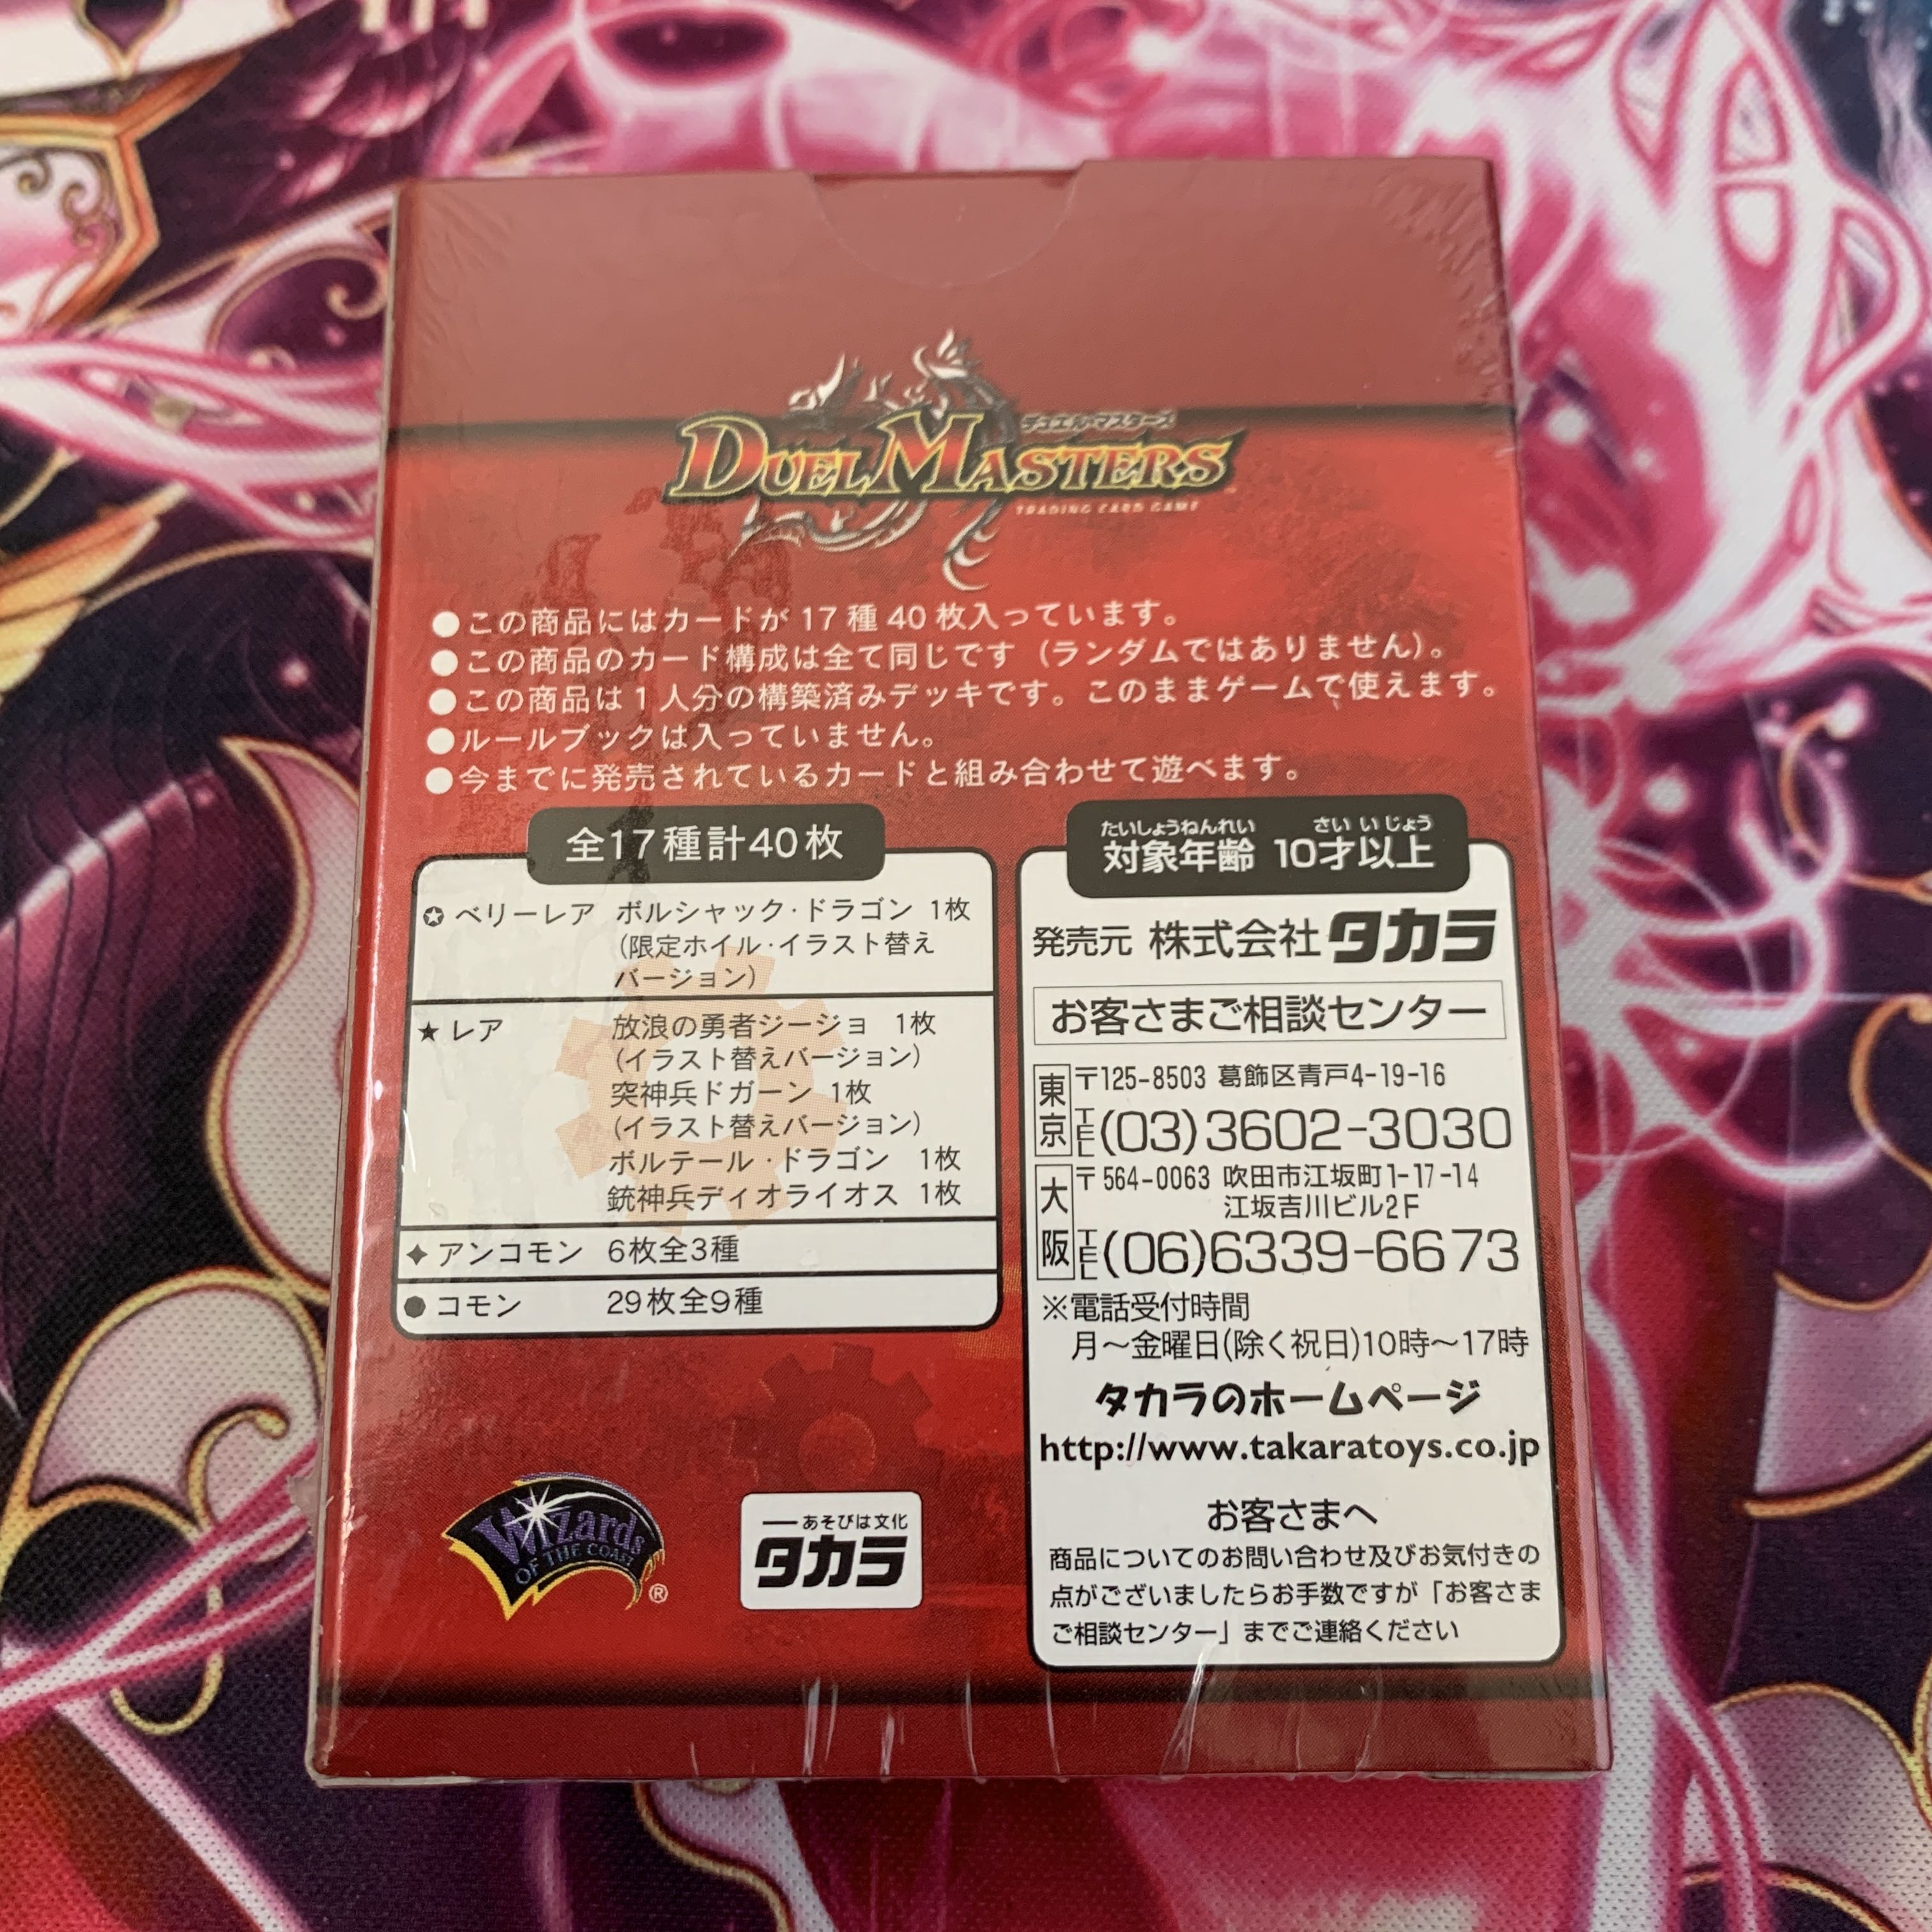 デュエル・マスターズ
DUEL MASTERS
TRADING CARD GAME
●この商品にはカードが17種40枚入っています。
●この商品のカード構成は全て同じです（ランダムではありません）。
●この商品は1人分の構築済みデッキです。このままゲームで使えます。
●ルールブックは入っていません。
●今までに発売されているカードと組み合わせて遊べます。
全17種計40枚
ベリーレア ボルシャック・ドラゴン 1枚
(限定ホイル・イラスト替え
バージョン)
★レア 放浪の勇者ジージョ 1枚
(イラスト替えバージョン)
突神兵ドガーン 1枚
(イラスト替えバージョン)
ボルテール・ドラゴン 1枚
銃神兵ディオライオス 1枚
✦アンコモン 6枚全3種
●コモン 29枚全9種
Wizards
OF THE COAST
®
あそびは文化
タカラ
たいしょうねんれい さい いじょう
対象年齢 10才以上
発売元 株式会社タカラ
お客さまご相談センター
東京 〒125-8503 葛飾区青戸4-19-16
TEL(03)3602-3030
大阪 〒564-0063 吹田市江坂町1-17-14
江坂吉川ビル2F
TEL(06)6339-6673
※電話受付時間
月～金曜日(除く祝日)10時～17時
タカラのホームページ
http://www.takaratoys.co.jp
お客さまへ
商品についてのお問い合わせ及びお気付きの
点がございましたらお手数ですが「お客さま
ご相談センター」までご連絡ください